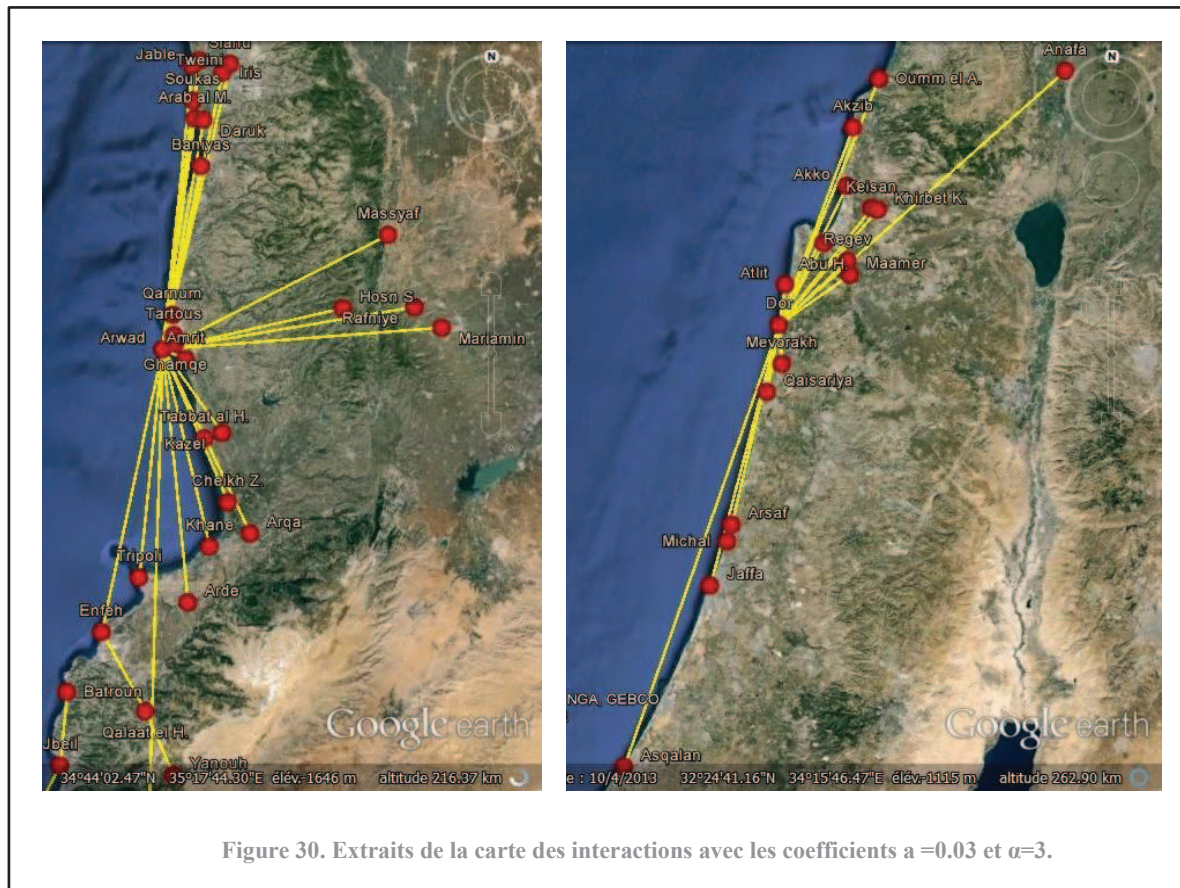 Sianu
Jable
Tweini
Soukas
Iris
Arab al M.
Daruk
Baniyas
Massyaf
Qarnum
Hosn S.
Tartous
Rafniye
Arwad
Amrit
Mariamin
Ghamqe
Tabbat al H.
Kazel
Cheikh Z.
Khane
Arqa
Tripoli
Arde
Enfeh
Batroun
Qalaat el H.
Jbeil
Yanouh
Google earth
34°44'02.47"N 35°17'44.30"E élév.-1646 m altitude 216.37 km
N
Anafa
N
Oumm el A.
Akzib
Akko
Keisan
Khirbet K.
Regev
Abu H.
Maamer
Atlit
Dor
Mevorakh
Qaisariya
Arsaf
Michal
Jaffa
NGA, GEBCO
Asqalan
Google earth
e : 10/4/2013 32°24'41.16"N 34°15'46.47"E élév.-1115 m altitude 262.90 km
Figure 30. Extraits de la carte des interactions avec les coefficients a =0.03 et α=3.